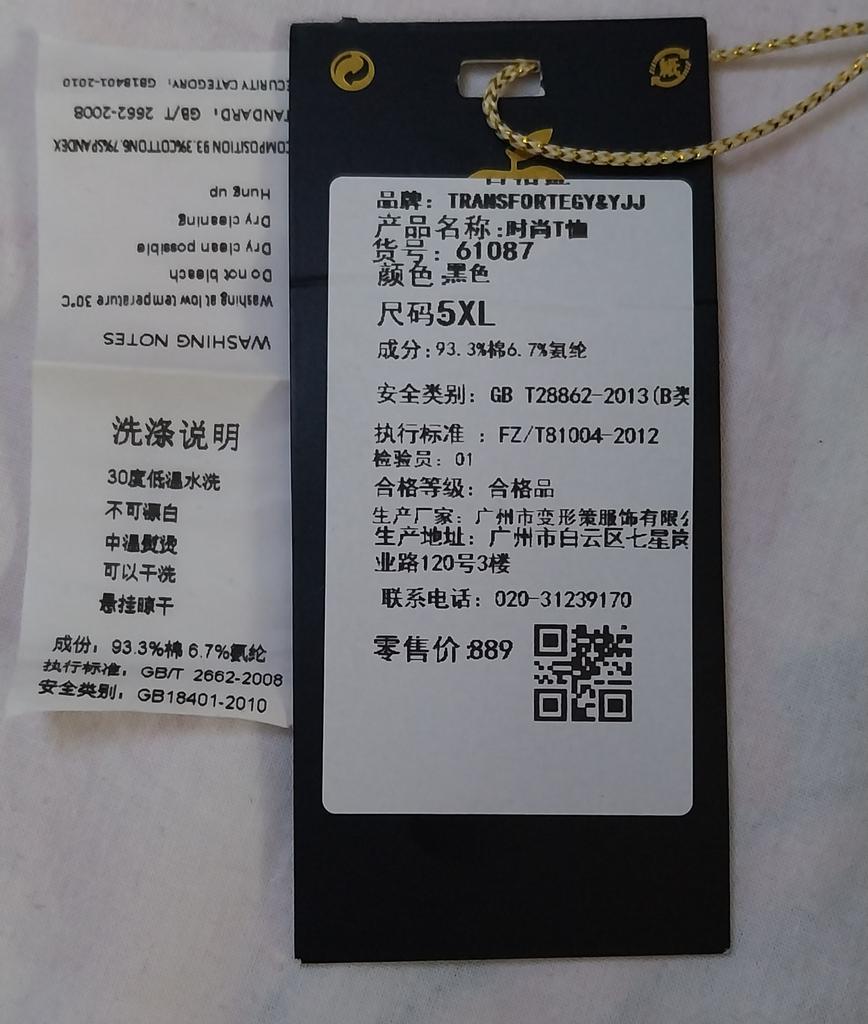 ECURITY CATEGORY: GB18401-2010
TANDARD: GB/T 2662-2008
COMPOSITION 93.3%COTTON6.7%SPANDEX
Hung up
Dry cleaning
Dry clean possible
Do not bleach
Washing at low temperature 30°C
WASHING NOTES
洗涤说明
30度低温水洗
不可漂白
中温熨烫
可以干洗
悬挂晾干
成份: 93.3%棉 6.7%氨纶
执行标准: GB/T 2662-2008
安全类别: GB18401-2010
品牌: TRANSFORTEGY&YJJ
产品名称:时尚T恤
货号: 61087
颜色:黑色
尺码5XL
成分:93.3%棉6.7%氨纶
安全类别: GB T28862-2013(B类
执行标准 : FZ/T81004-2012
检验员: 01
合格等级: 合格品
生产厂家: 广州市变形策服饰有限公
生产地址: 广州市白云区七星岗
业路120号3楼
联系电话: 020-31239170
零售价:889